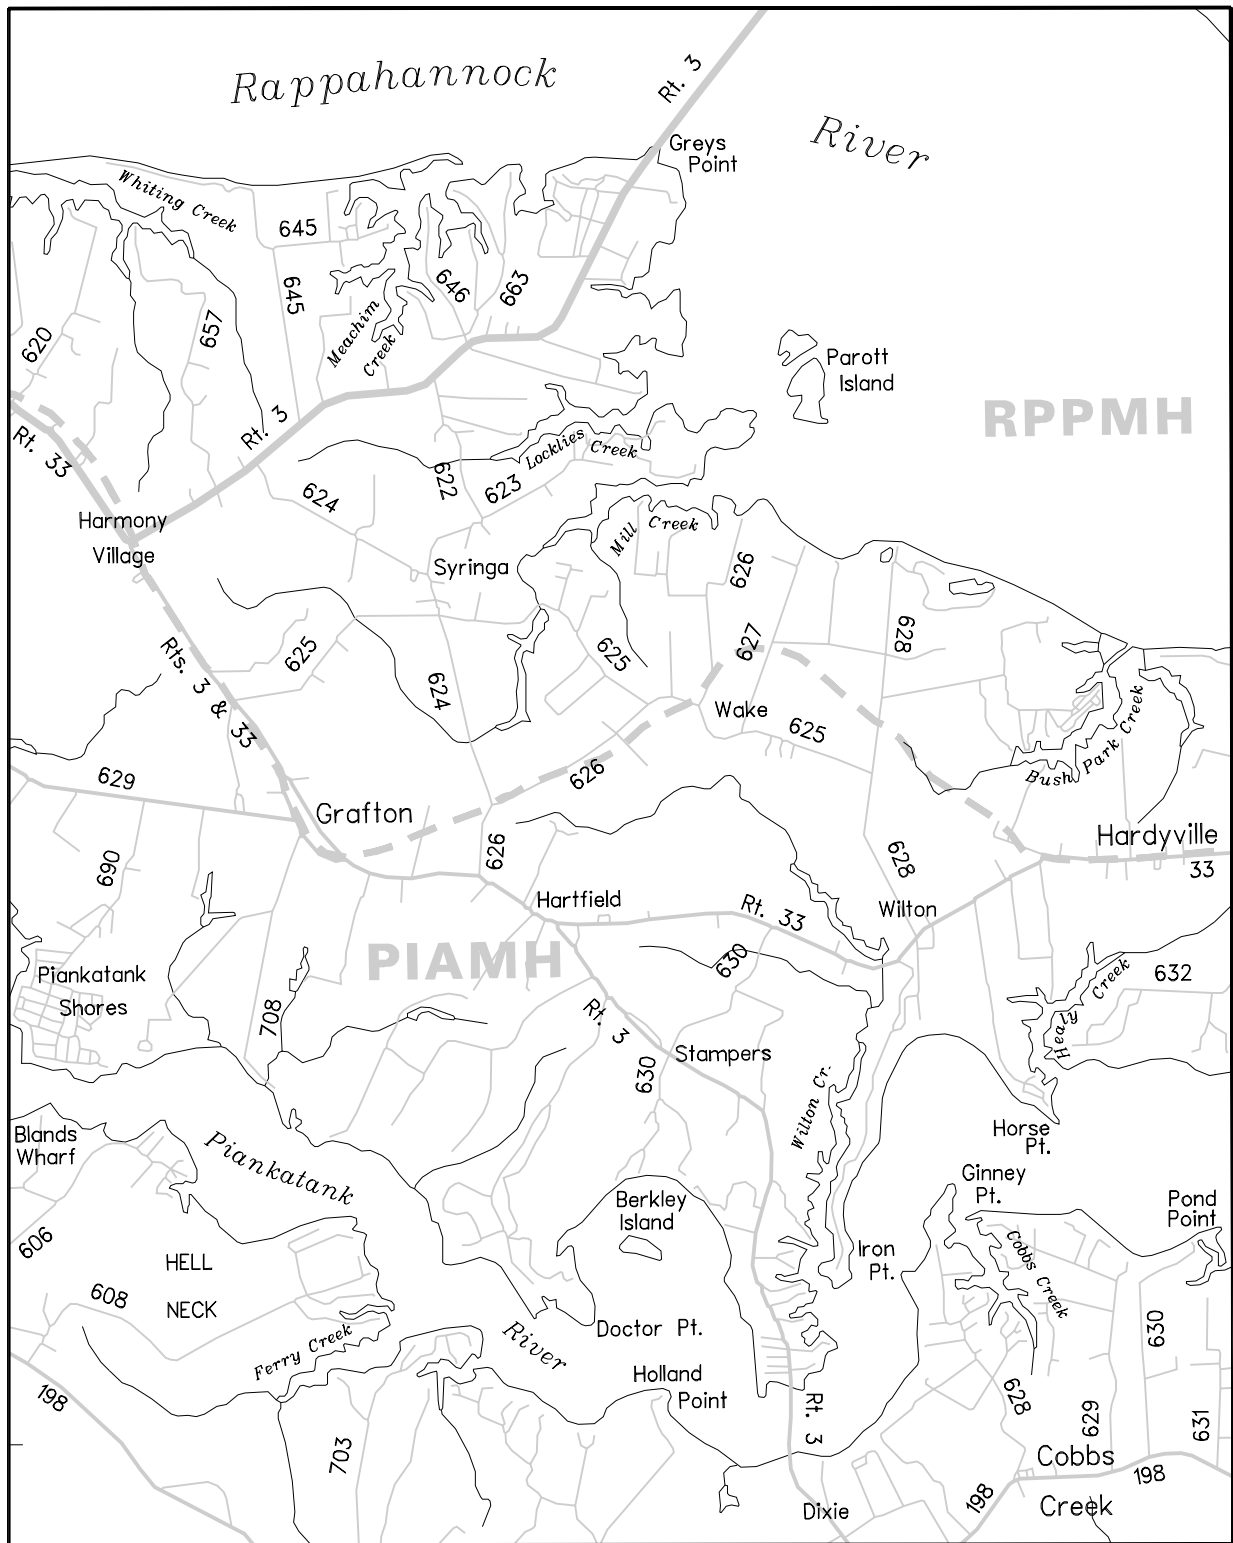 Rappahannock
River
Rt. 3
Greys
Point
Whiting Creek
645
645
646
663
Meachim
Creek
657
620
Parott
Island
RPPMH
Rt. 33
Rt. 3
Locklies Creek
622
623
624
Harmony
Village
Mill Creek
Syringa
626
627
628
625
625
624
Rts. 3 & 33
Wake
625
Bush Park Creek
629
626
Grafton
Hardyville
33
626
628
690
Hartfield
Rt. 33
Wilton
PIAMH
630
Piankatank
Shores
Healy Creek
632
708
Rt. 3
Stampers
630
Wilton Cr.
Horse
Pt.
Blands
Wharf
Piankatank
Ginney
Pt.
Berkley
Island
Pond
Point
606
HELL
NECK
Iron
Pt.
Cobbs Creek
608
Ferry Creek
River
Doctor Pt.
630
Holland
Point
198
Rt. 3
628
629
631
703
Cobbs
Creek
198
198
Dixie